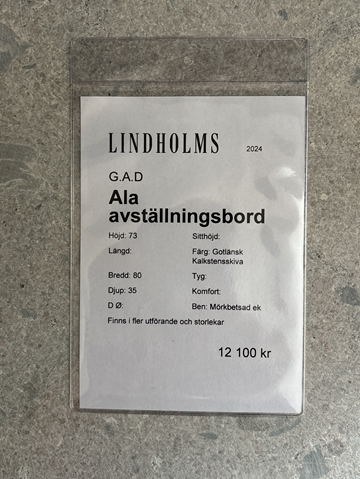 LINDHOLMS 2024
G.A.D
Ala
avställningsbord
Höjd: 73 Sitthöjd:
Längd: Färg: Gotländsk
Kalkstensskiva
Bredd: 80 Tyg:
Djup: 35 Komfort:
D Ø: Ben: Mörkbetsad ek
Finns i fler utförande och storlekar
12 100 kr